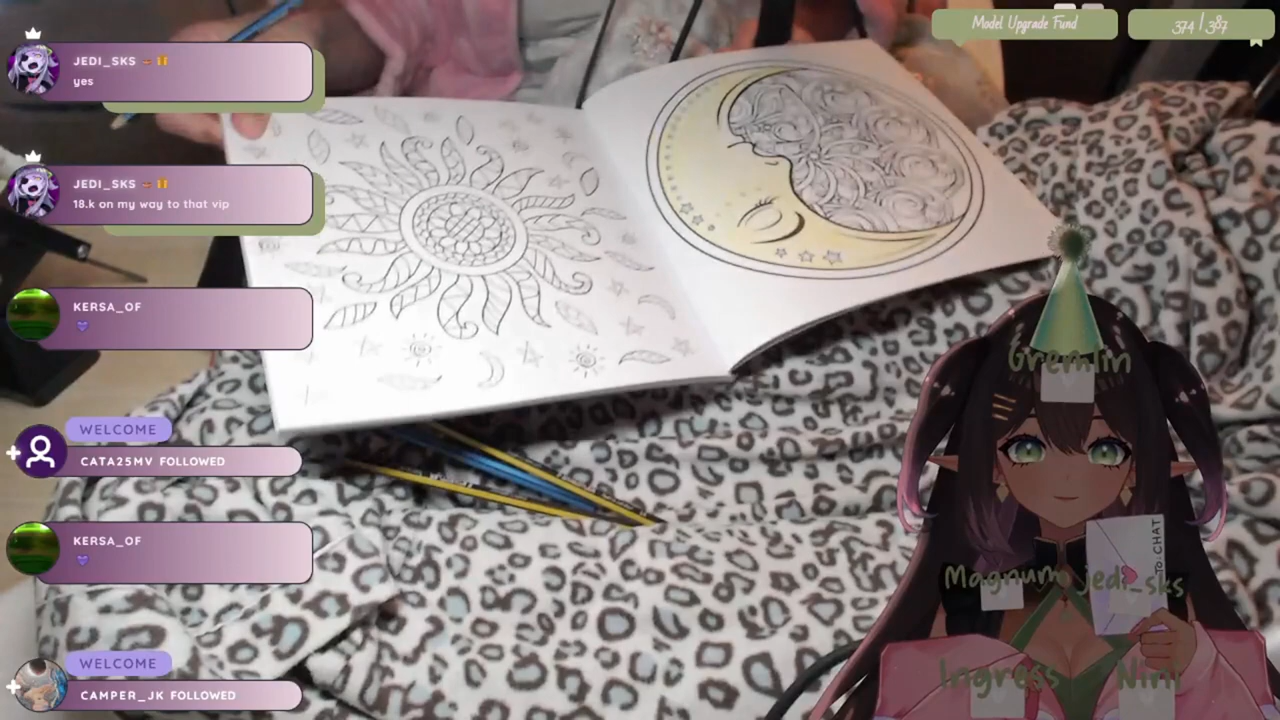 JEDI_SKS
yes
JEDI_SKS
18.k on my way to that vip
KERSA_OF
WELCOME
CATA25MV FOLLOWED
KERSA_OF
WELCOME
CAMPER_JK FOLLOWED
Model Upgrade Fund
374 / 387
Gremlin
TO: CHAT
Magnum jedi_sks
Ingress Nini